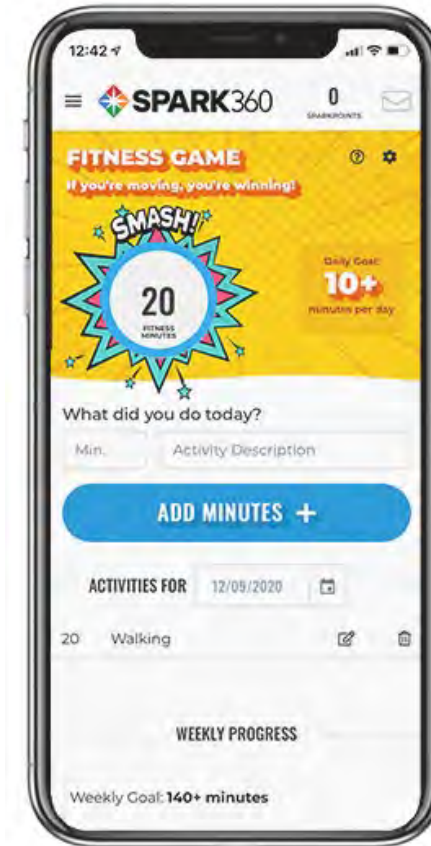 12:42
SPARK360
0
SPARKPOINTS
FITNESS GAME
If you're moving, you're winning!
SMASH!
20
FITNESS
MINUTES
Daily Goal:
10+
minutes per day
What did you do today?
Min.
Activity Description
ADD MINUTES +
ACTIVITIES FOR
12/09/2020
20 Walking
WEEKLY PROGRESS
Weekly Goal: 140+ minutes